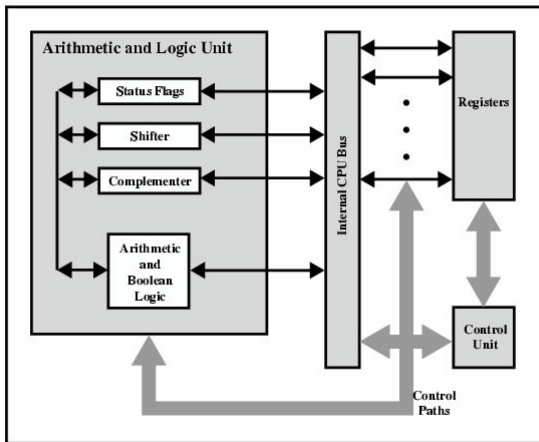 Arithmetic and Logic Unit
Status Flags
Shifter
Complementer
Arithmetic
and
Boolean
Logic
Internal CPU Bus
Registers
Control
Unit
Control
Paths